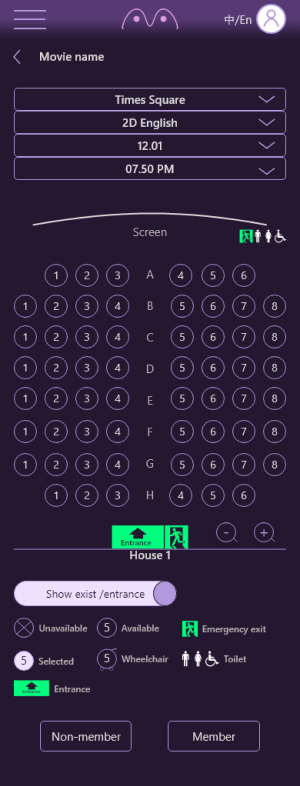 中/En
Movie name
Times Square
2D English
12.01
07.50 PM
Screen
1 2 3 A 4 5 6
1 2 3 4 B 5 6 7 8
1 2 3 4 C 5 6 7 8
1 2 3 4 D 5 6 7 8
1 2 3 4 E 5 6 7 8
1 2 3 4 F 5 6 7 8
1 2 3 4 G 5 6 7 8
1 2 3 H 4 5 6
Entrance - +
House 1
Show exist /entrance
Unavailable 5 Available Emergency exit
5 Selected 5 Wheelchair Toilet
Entrance Entrance
Non-member Member